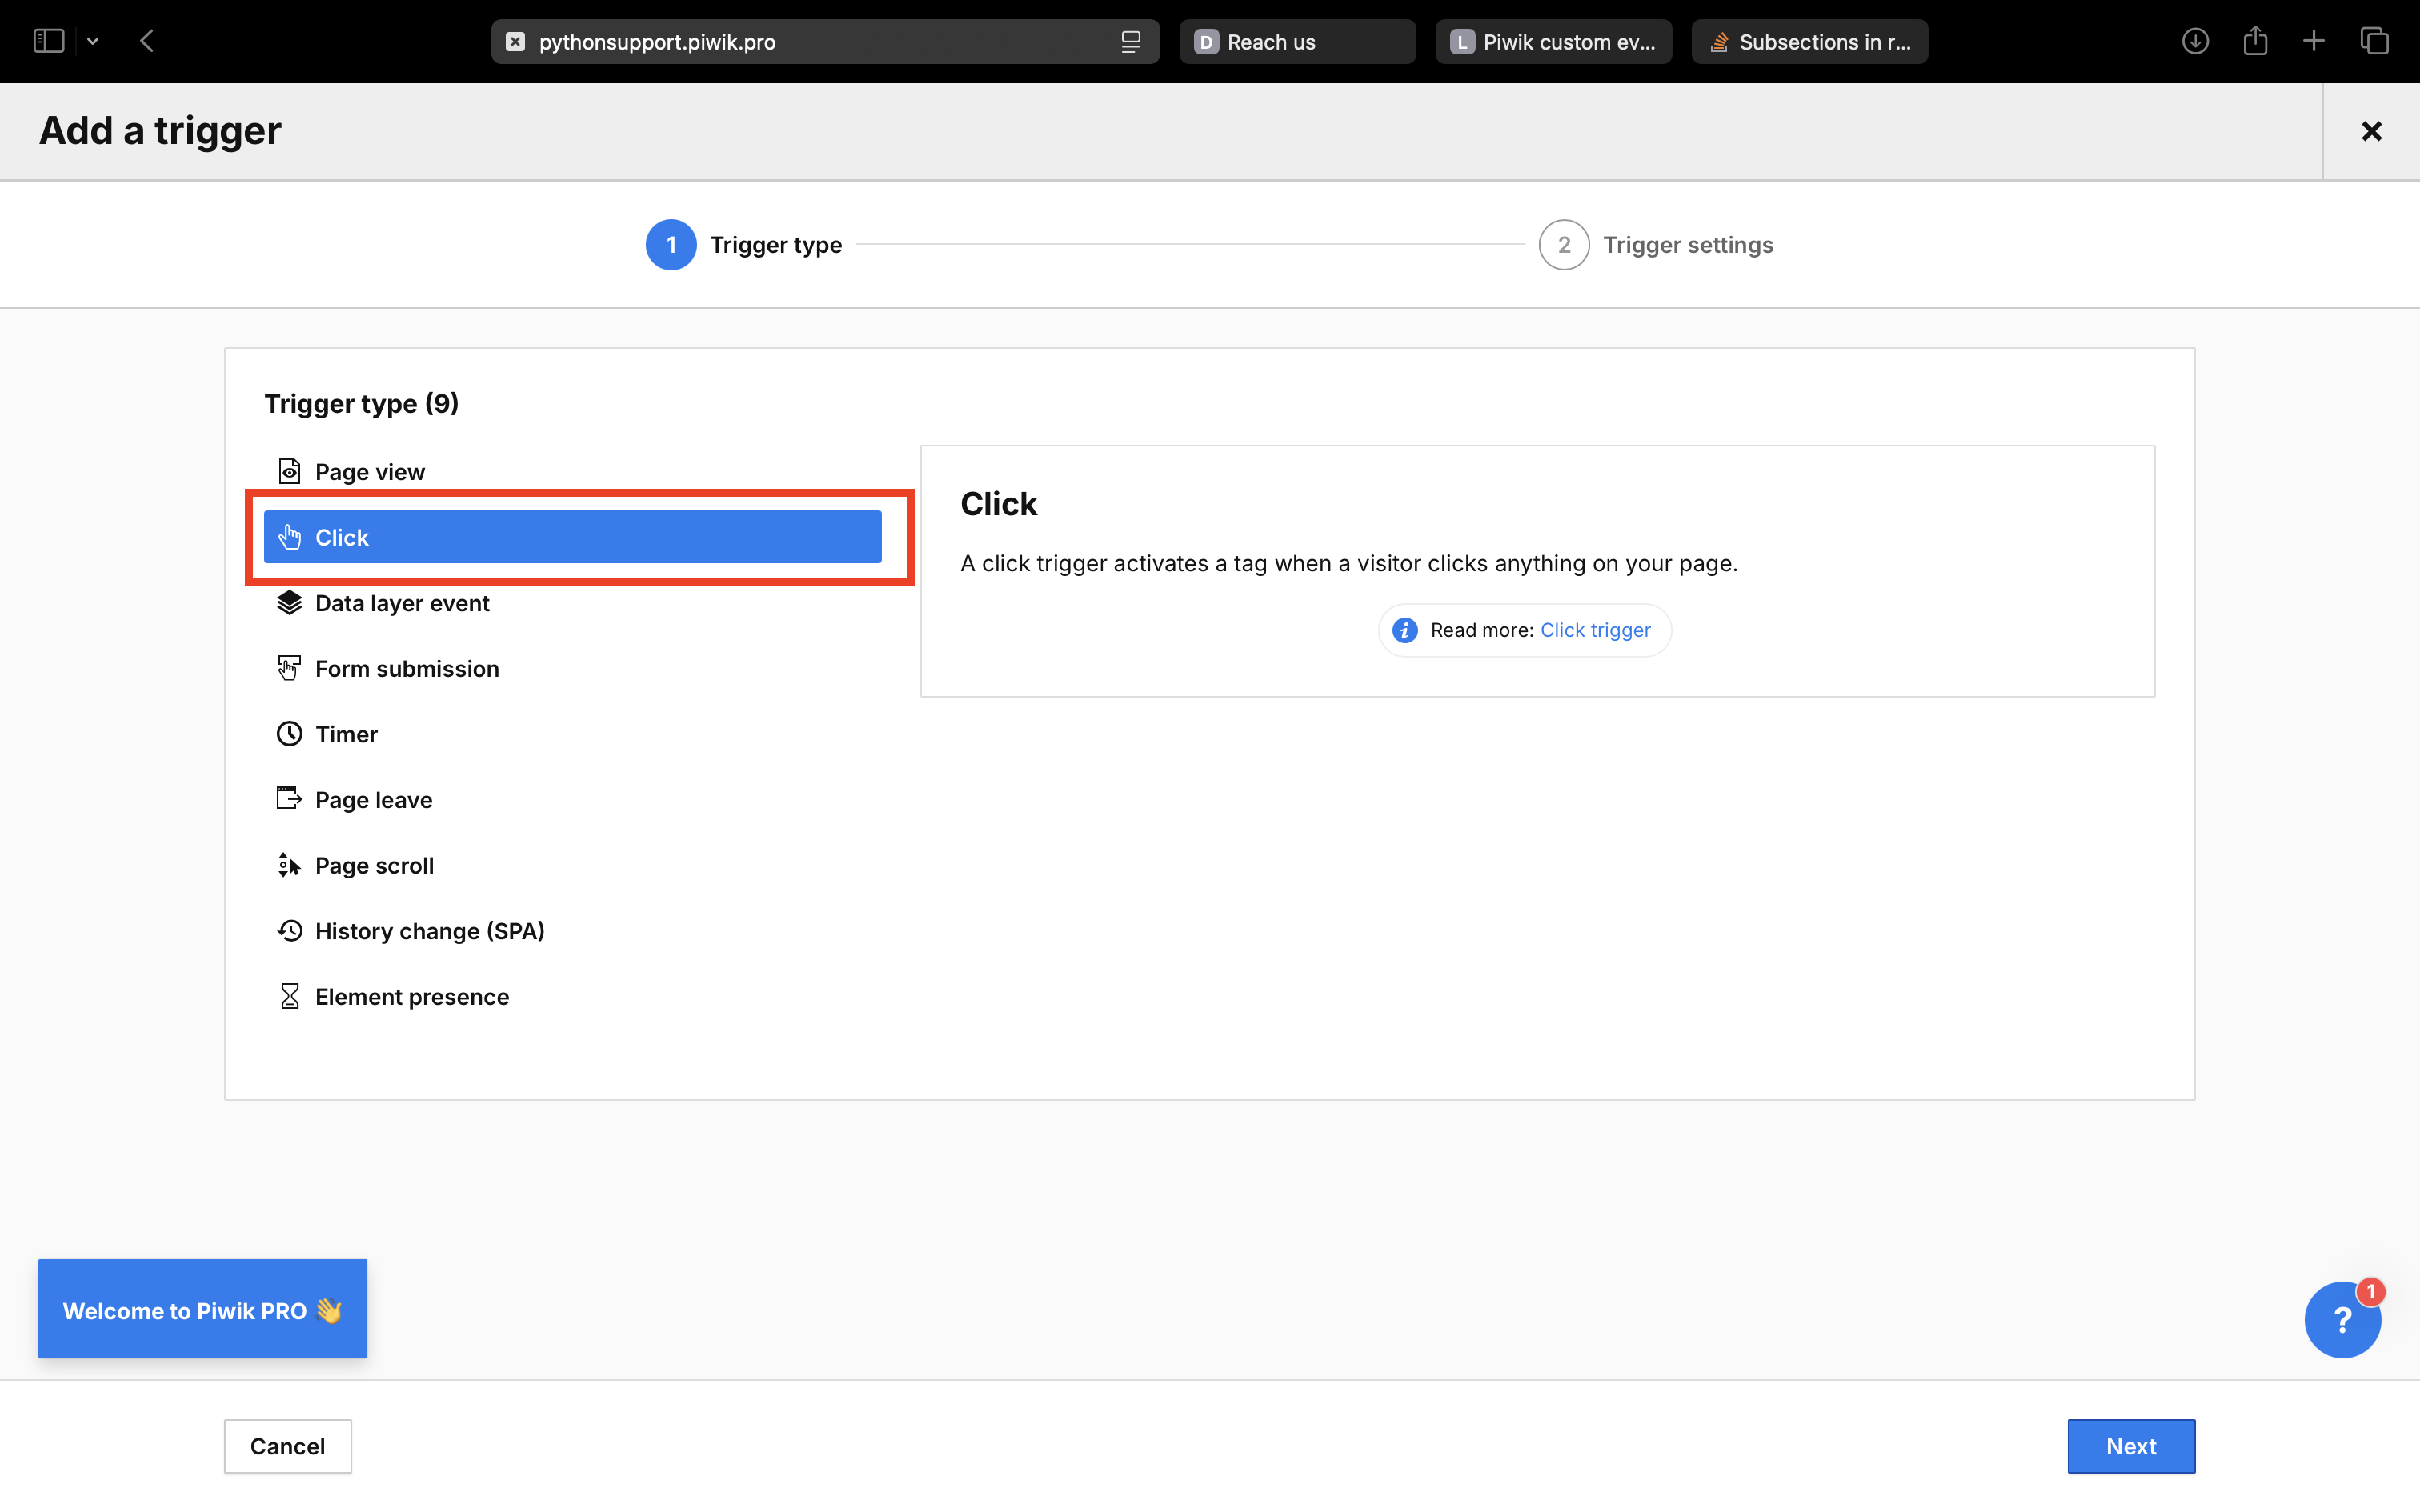 pythonsupport.piwik.pro
D Reach us
L Piwik custom ev...
Subsections in r...
Add a trigger
1 Trigger type
2 Trigger settings
Trigger type (9)
Page view
Click
Data layer event
Form submission
Timer
Page leave
Page scroll
History change (SPA)
Element presence
Click
A click trigger activates a tag when a visitor clicks anything on your page.
i Read more: Click trigger
Welcome to Piwik PRO 👋
1
?
Cancel
Next